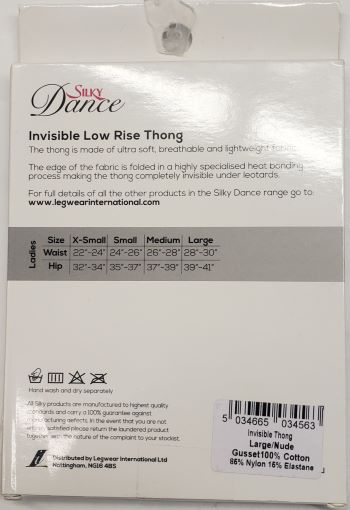 SILKY
Dance
Invisible Low Rise Thong
The thong is made of ultra soft, breathable and lightweight fabric.
The edge of the fabric is folded in a highly specialised heat bonding
process making the thong completely invisible under leotards.
For full details of all the other products in the Silky Dance range go to:
www.legwearinternational.com
Ladies
Size X-Small Small Medium Large
Waist 22"-24" 24"-26" 26"-28" 28"-30"
Hip 32"-34" 35"-37" 37"-39" 39"-41"
Hand wash and dry separately
All Silky products are manufactured to highest quality
standards and carry a 100% guarantee against
manufacturing defects. In the event that you are not
entirely satisfied please return the laundered product
together with the nature of the complaint to your stockist.
Distributed by Legwear International Ltd
Nottingham, NG16 4BS
5 034665 034563
Invisible Thong
Large/Nude
Gusset100% Cotton
86% Nylon 16% Elastane